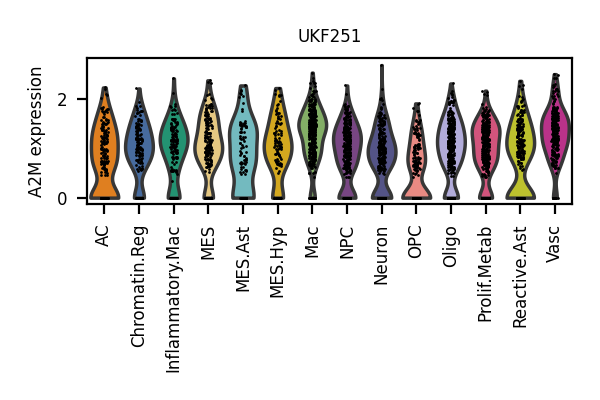 UKF251
A2M expression
2
0
AC
Chromatin.Reg
Inflammatory.Mac
MES
MES.Ast
MES.Hyp
Mac
NPC
Neuron
OPC
Oligo
Prolif.Metab
Reactive.Ast
Vasc